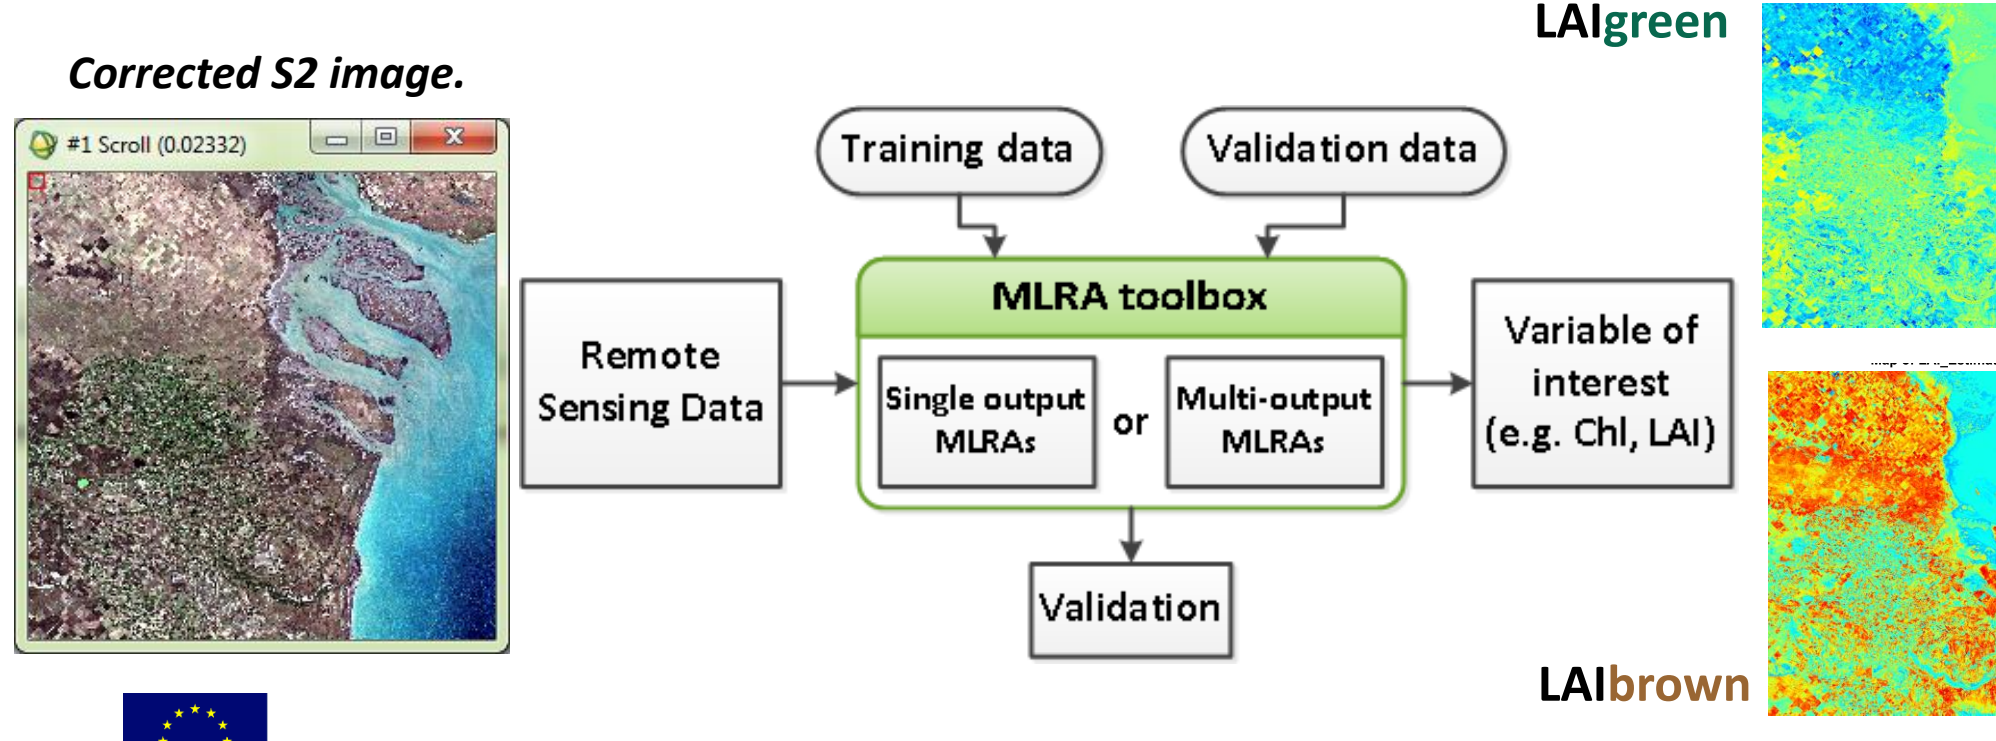 LAIgreen
Corrected S2 image.
#1 Scroll (0.02332)
Training data
Validation data
MLRA toolbox
Remote
Sensing Data
Single output
MLRAs
or
Multi-output
MLRAs
Variable of
interest
(e.g. Chl, LAI)
Validation
LAIbrown